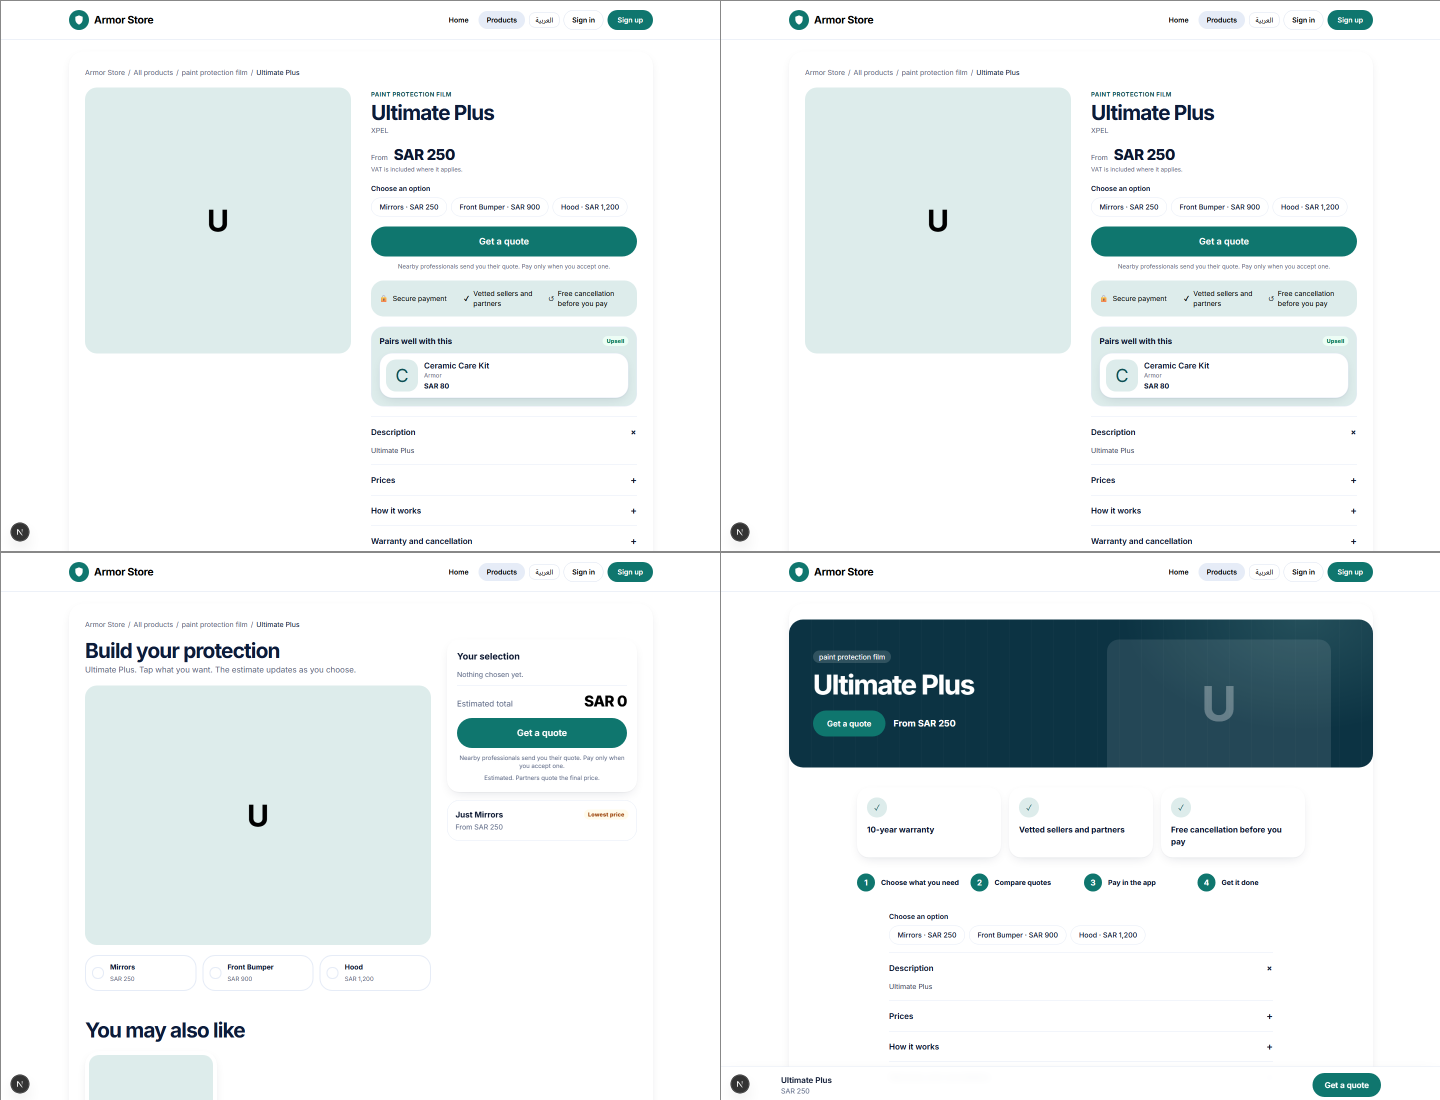 Armor Store
Home Products العربية Sign in Sign up
Armor Store / All products / paint protection film / Ultimate Plus
U
PAINT PROTECTION FILM
Ultimate Plus
XPEL
From SAR 250
VAT is included where it applies.
Choose an option
Mirrors · SAR 250 Front Bumper · SAR 900 Hood · SAR 1,200
Get a quote
Nearby professionals send you their quote. Pay only when you accept one.
Secure payment
Vetted sellers and
partners
Free cancellation
before you pay
Pairs well with this Upsell
C
Ceramic Care Kit
Armor
SAR 80
Description
Ultimate Plus
Prices +
How it works +
Warranty and cancellation +
N
Armor Store
Home Products العربية Sign in Sign up
Armor Store / All products / paint protection film / Ultimate Plus
U
PAINT PROTECTION FILM
Ultimate Plus
XPEL
From SAR 250
VAT is included where it applies.
Choose an option
Mirrors · SAR 250 Front Bumper · SAR 900 Hood · SAR 1,200
Get a quote
Nearby professionals send you their quote. Pay only when you accept one.
Secure payment
Vetted sellers and
partners
Free cancellation
before you pay
Pairs well with this Upsell
C
Ceramic Care Kit
Armor
SAR 80
Description
Ultimate Plus
Prices +
How it works +
Warranty and cancellation +
N
Armor Store
Home Products العربية Sign in Sign up
Armor Store / All products / paint protection film / Ultimate Plus
Build your protection
Ultimate Plus. Tap what you want. The estimate updates as you choose.
U
Mirrors
SAR 250
Front Bumper
SAR 900
Hood
SAR 1,200
Your selection
Nothing chosen yet.
Estimated total SAR 0
Get a quote
Nearby professionals send you their quote. Pay only when
you accept one.
Estimated. Partners quote the final price.
Just Mirrors Lowest price
From SAR 250
You may also like
N
Armor Store
Home Products العربية Sign in Sign up
paint protection film
Ultimate Plus
Get a quote From SAR 250
U
✓
10-year warranty
✓
Vetted sellers and partners
✓
Free cancellation before you
pay
1 Choose what you need 2 Compare quotes 3 Pay in the app 4 Get it done
Choose an option
Mirrors · SAR 250 Front Bumper · SAR 900 Hood · SAR 1,200
Description
Ultimate Plus
Prices +
How it works +
N
Ultimate Plus
SAR 250
Get a quote